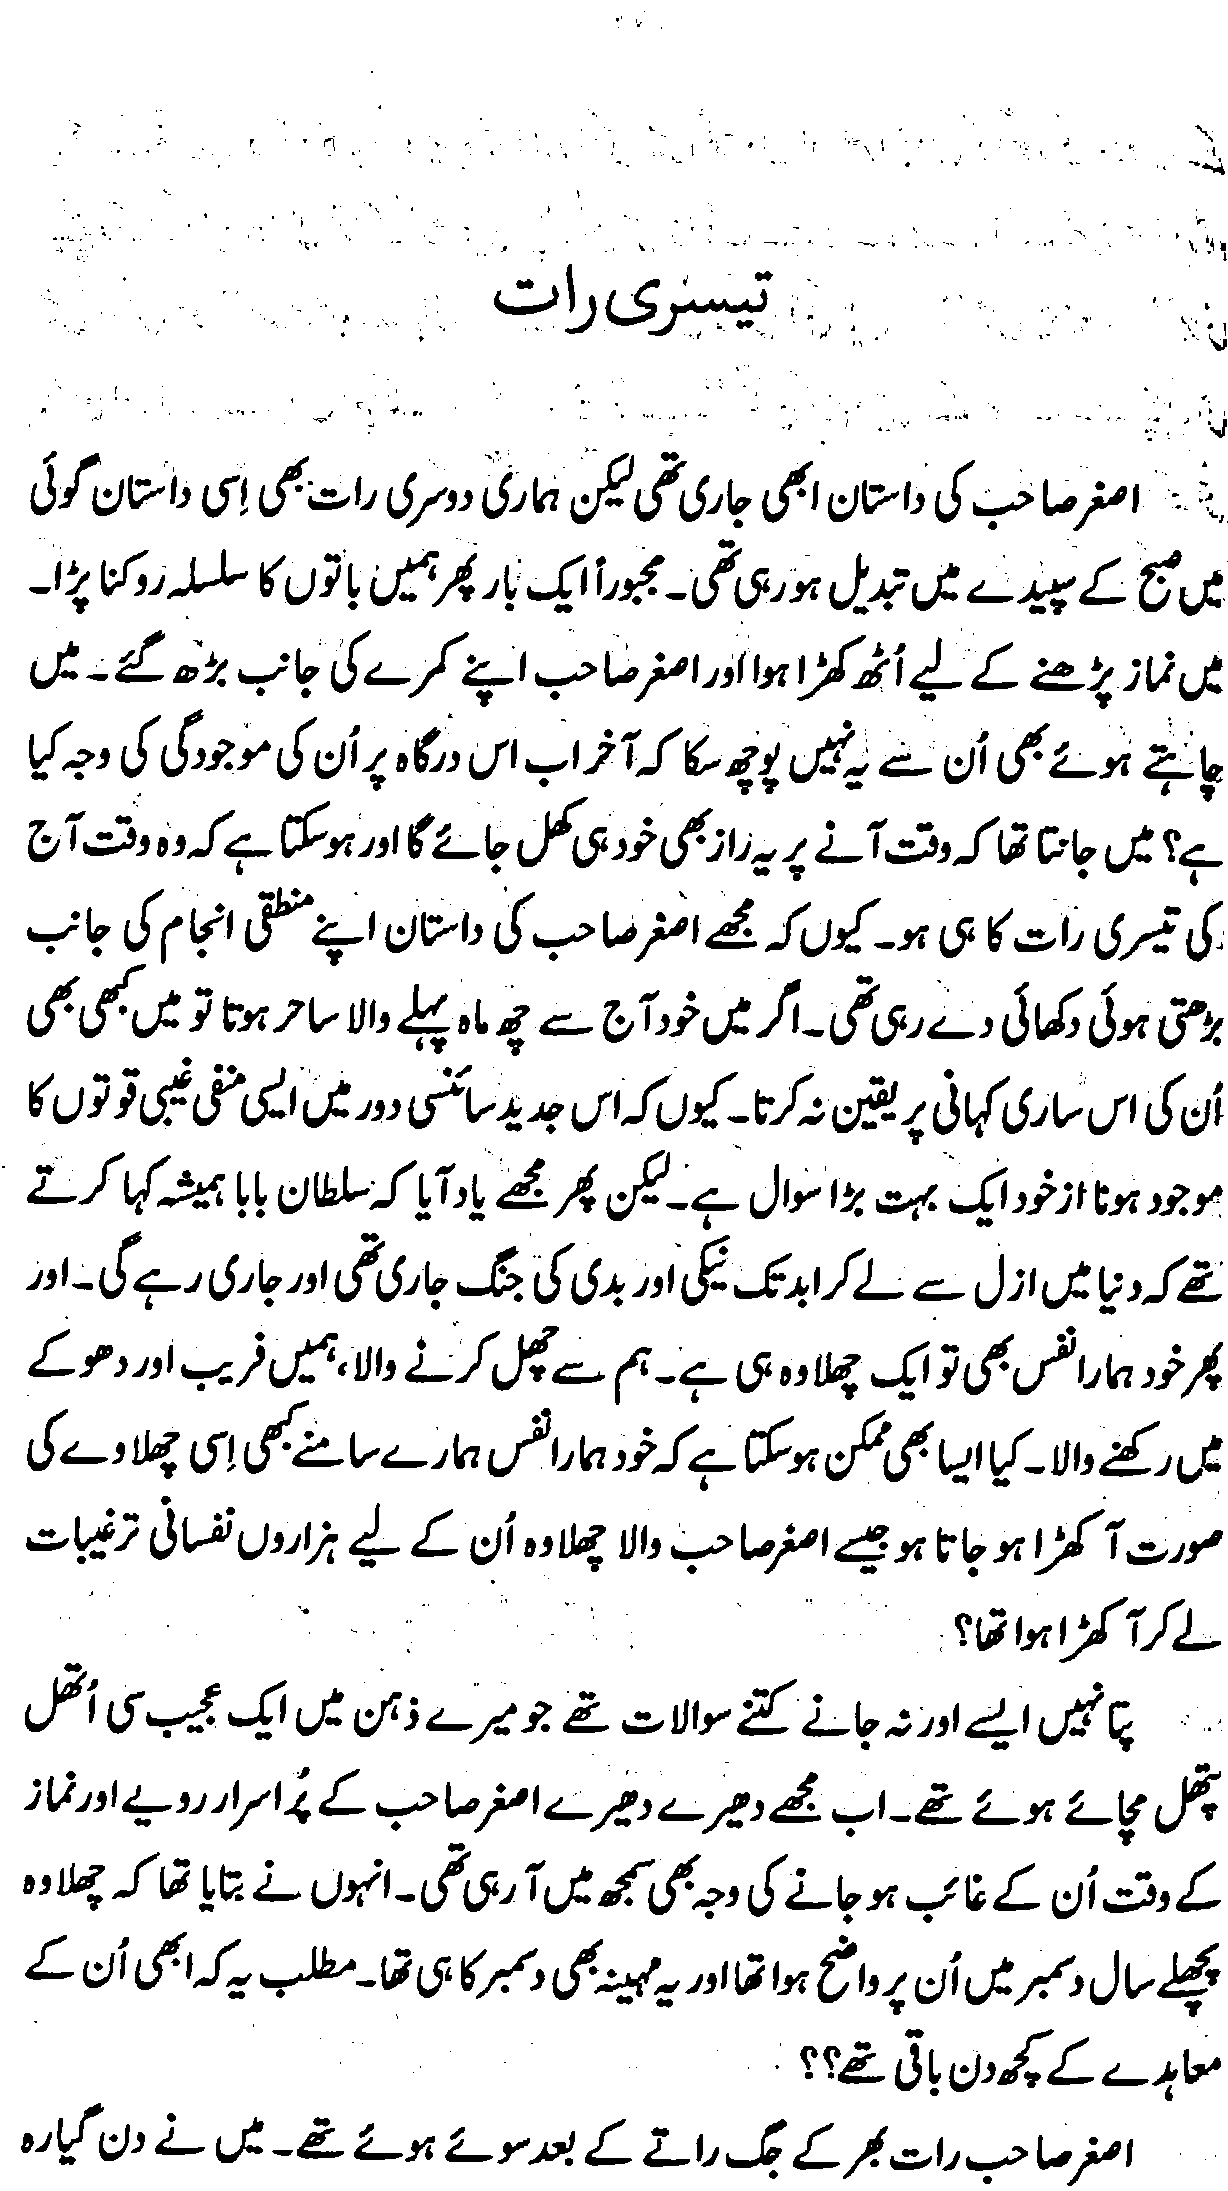 تیسری رات
اصغر صاحب کی داستان ابھی جاری تھی لیکن ہماری دوسری رات بھی اِسی داستان گوئی
میں صبح کے سپیدے میں تبدیل ہو رہی تھی۔ مجبوراً ایک بار پھر ہمیں باتوں کا سلسلہ روکنا پڑا۔
میں نماز پڑھنے کے لیے اُٹھ کھڑا ہوا اور اصغر صاحب اپنے کمرے کی جانب بڑھ گئے۔ میں
چاہتے ہوئے بھی اُن سے یہ نہیں پوچھ سکا کہ آخر اب اس درگاہ پر اُن کی موجودگی کی وجہ کیا
ہے؟ میں جانتا تھا کہ وقت آنے پر یہ راز بھی خود ہی کھل جائے گا اور ہو سکتا ہے کہ وہ وقت آج
کی تیسری رات کا ہی ہو۔ کیوں کہ مجھے اصغر صاحب کی داستان اپنے منطقی انجام کی جانب
بڑھتی ہوئی دکھائی دے رہی تھی۔ اگر میں خود آج سے چھ ماہ پہلے والا ساحر ہوتا تو میں کبھی بھی
اُن کی اس ساری کہانی پر یقین نہ کرتا۔ کیوں کہ اس جدید سائنسی دور میں ایسی منفی غیبی قوتوں کا
موجود ہونا از خود ایک بہت بڑا سوال ہے۔ لیکن پھر مجھے یاد آیا کہ سلطان بابا ہمیشہ کہا کرتے
تھے کہ دنیا میں ازل سے لے کر ابد تک نیکی اور بدی کی جنگ جاری تھی اور جاری رہے گی۔ اور
پھر خود ہمارا نفس بھی تو ایک چھلاوہ ہی ہے۔ ہم سے چھل کرنے والا، ہمیں فریب اور دھوکے
میں رکھنے والا۔ کیا ایسا بھی ممکن ہو سکتا ہے کہ خود ہمارا نفس ہمارے سامنے کبھی اِسی چھلاوے کی
صورت آ کھڑا ہو جاتا ہو جیسے اصغر صاحب والا چھلاوہ اُن کے لیے ہزاروں نفسانی ترغیبات
لے کر آ کھڑا ہوا تھا؟
پتا نہیں ایسے اور نہ جانے کتنے سوالات تھے جو میرے ذہن میں ایک عجیب سی اُتھل
پتھل مچائے ہوئے تھے۔ اب مجھے دھیرے دھیرے اصغر صاحب کے پُراسرار رویے اور نماز
کے وقت اُن کے غائب ہو جانے کی وجہ بھی سمجھ میں آ رہی تھی۔ انہوں نے بتایا تھا کہ چھلاوہ
پچھلے سال دسمبر میں اُن پر واضح ہوا تھا اور یہ مہینہ بھی دسمبر کا ہی تھا۔ مطلب یہ کہ ابھی اُن کے
معاہدے کے کچھ دن باقی تھے؟؟
اصغر صاحب رات بھر کے جگ راتے کے بعد سوئے ہوئے تھے۔ میں نے دن گیارہ